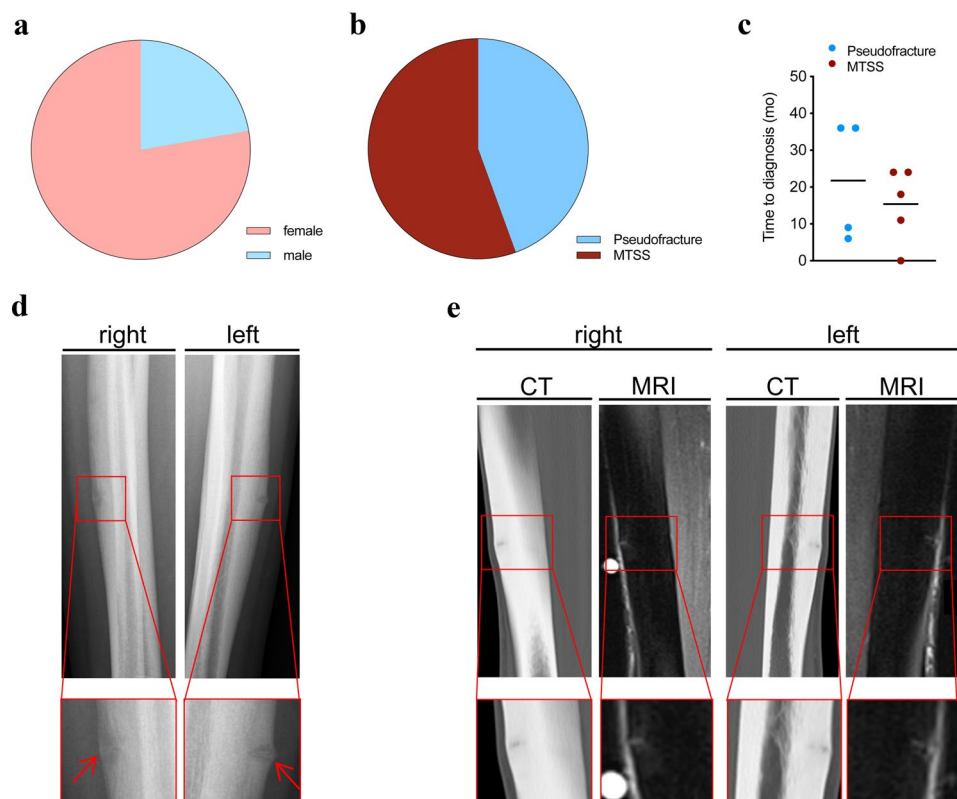 a
female
male
b
Pseudofracture
MTSS
c
Pseudofracture
MTSS
Time to diagnosis (mo)
50
40
30
20
10
0
d
right left
e
right left
CT MRI CT MRI